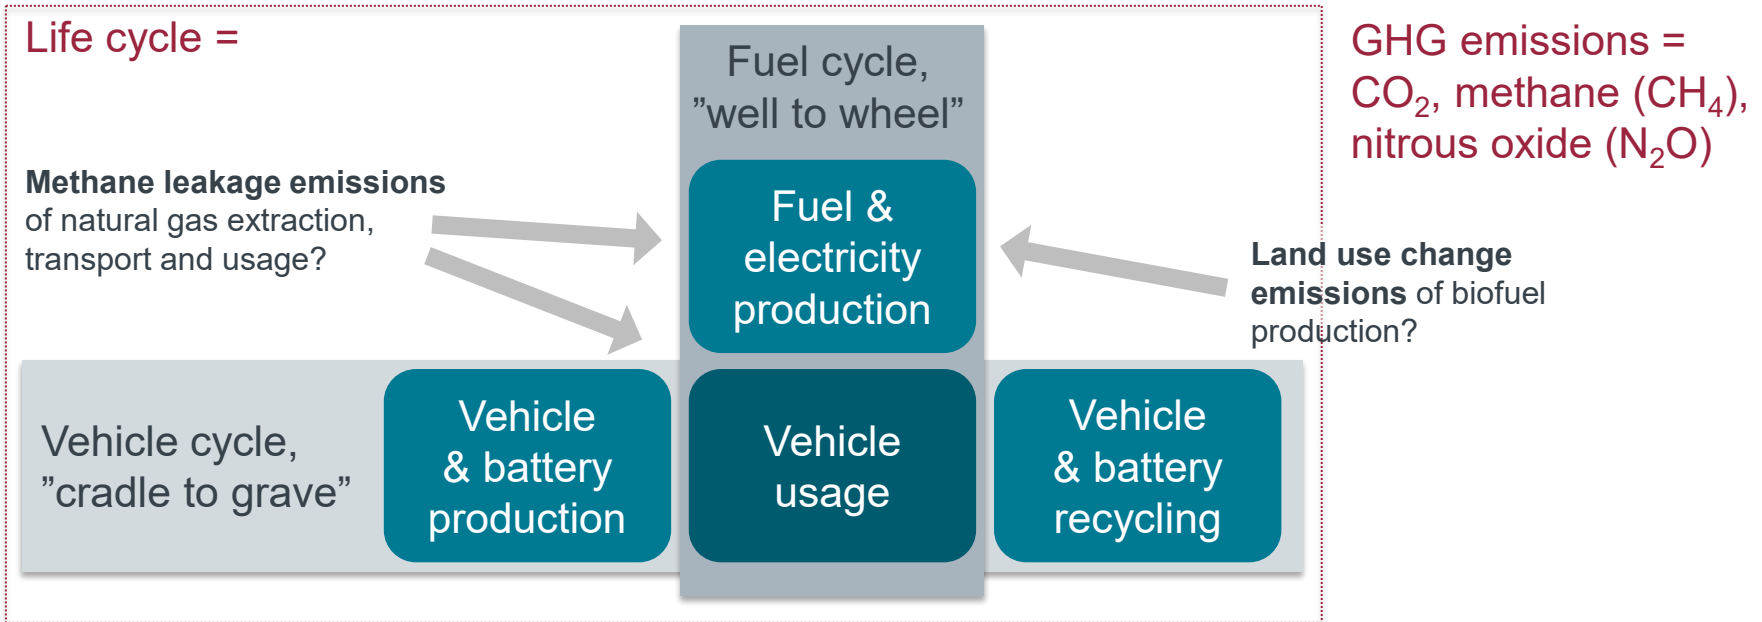 Life cycle =
GHG emissions =
CO₂, methane (CH₄),
nitrous oxide (N₂O)
Fuel cycle,
”well to wheel”
Methane leakage emissions
of natural gas extraction,
transport and usage?
Fuel &
electricity
production
Land use change
emissions of biofuel
production?
Vehicle cycle,
”cradle to grave”
Vehicle
& battery
production
Vehicle
usage
Vehicle
& battery
recycling